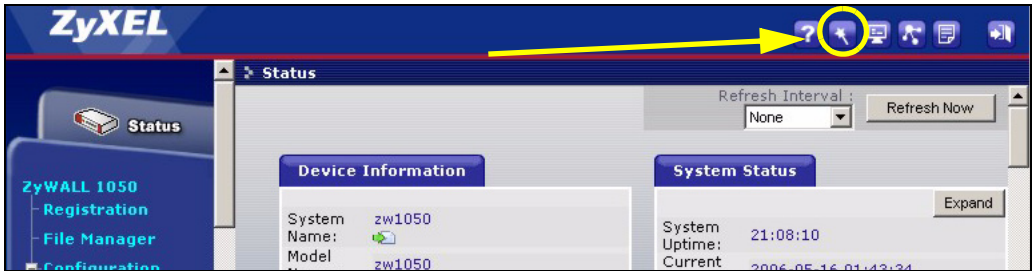 ZyXEL
?
Status
Status
Refresh Interval :
None
Refresh Now
ZyWALL 1050
Registration
File Manager
Configuration
Device Information
System
Name:
zw1050
Model
zw1050
System Status
Expand
System
Uptime:
21:08:10
Current
2006-05-16 01:43:34